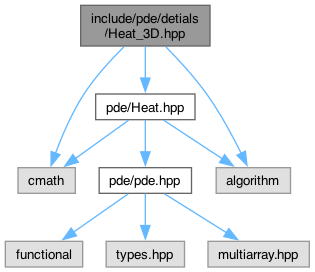 include/pde/detials
/Heat_3D.hpp
pde/Heat.hpp
cmath
pde/pde.hpp
algorithm
functional
types.hpp
multiarray.hpp